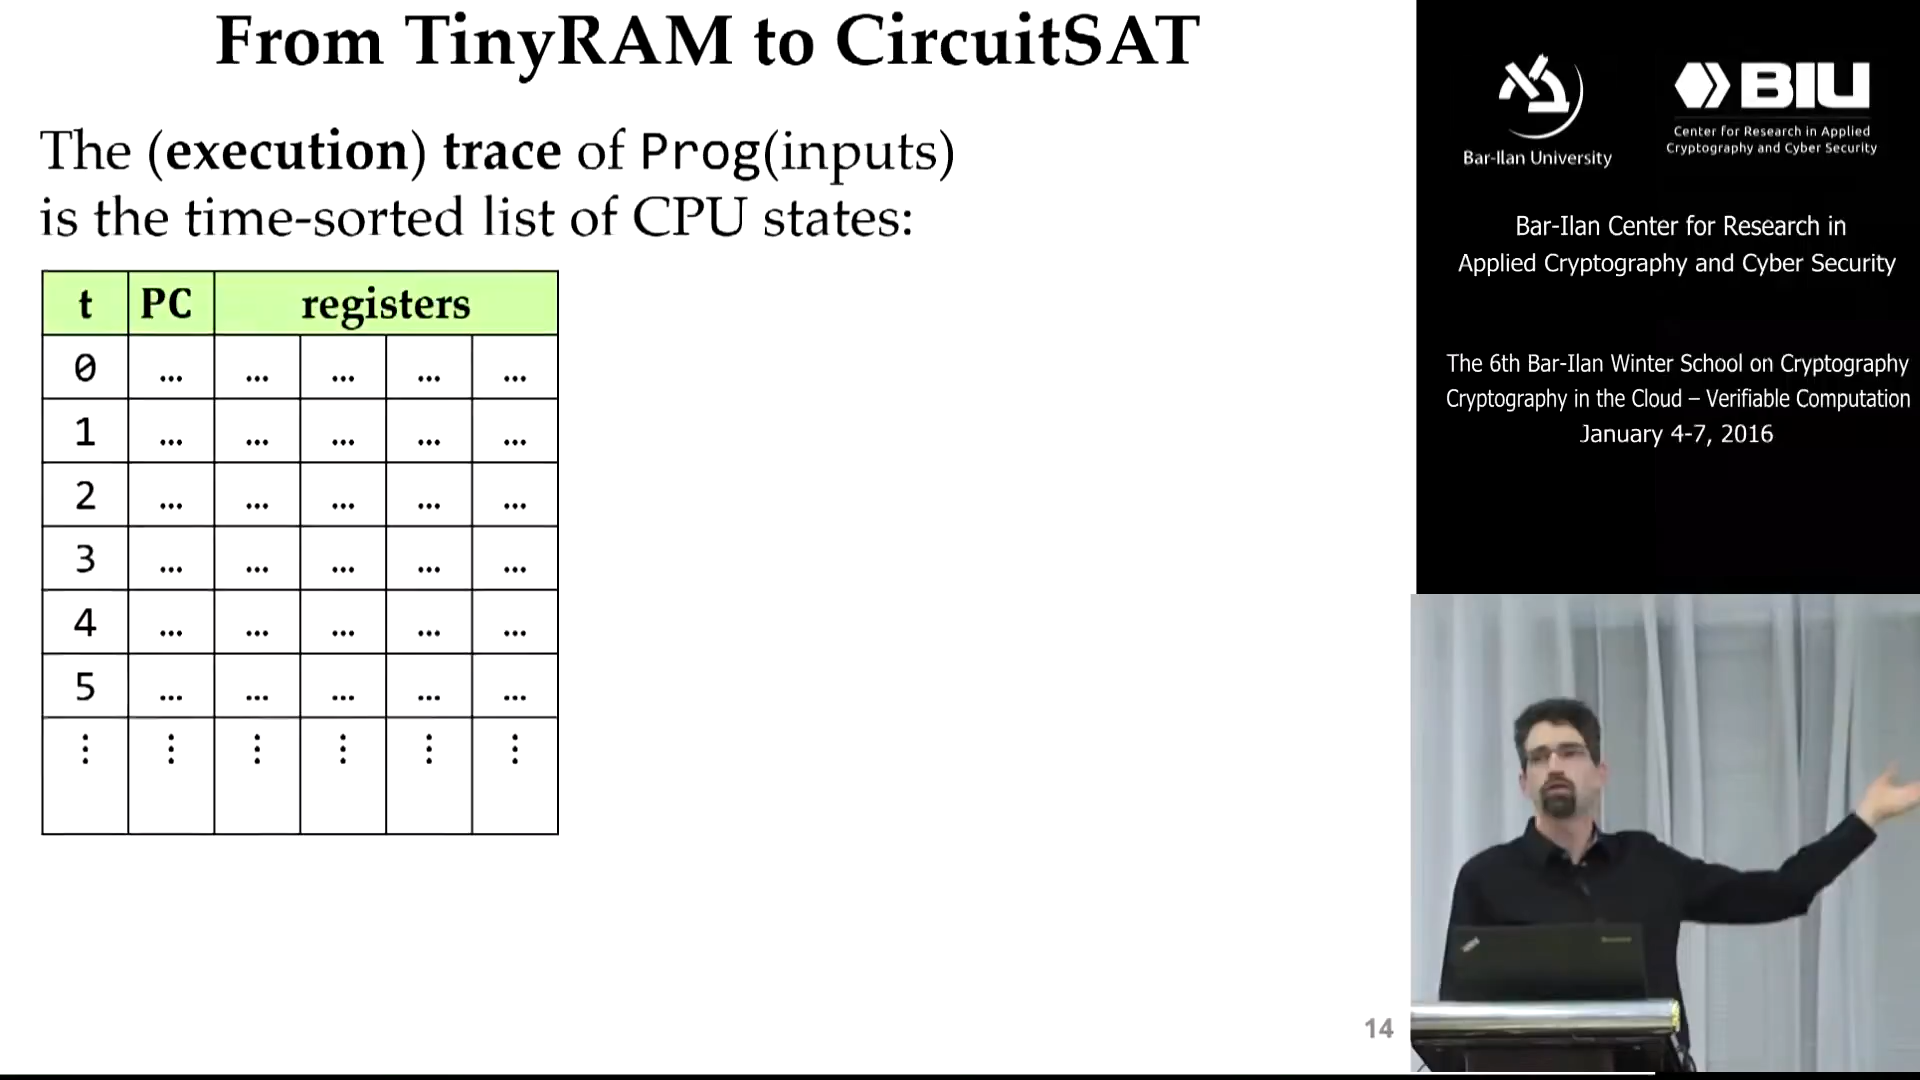 From TinyRAM to CircuitSAT
The (execution) trace of Prog(inputs)
is the time-sorted list of CPU states:
t PC registers
0 ... ... ... ... ...
1 ... ... ... ... ...
2 ... ... ... ... ...
3 ... ... ... ... ...
4 ... ... ... ... ...
5 ... ... ... ... ...
⋮ ⋮ ⋮ ⋮ ⋮ ⋮
14
Bar-Ilan University
BIU
Center for Research in Applied
Cryptography and Cyber Security
Bar-Ilan Center for Research in
Applied Cryptography and Cyber Security
The 6th Bar-Ilan Winter School on Cryptography
Cryptography in the Cloud – Verifiable Computation
January 4-7, 2016